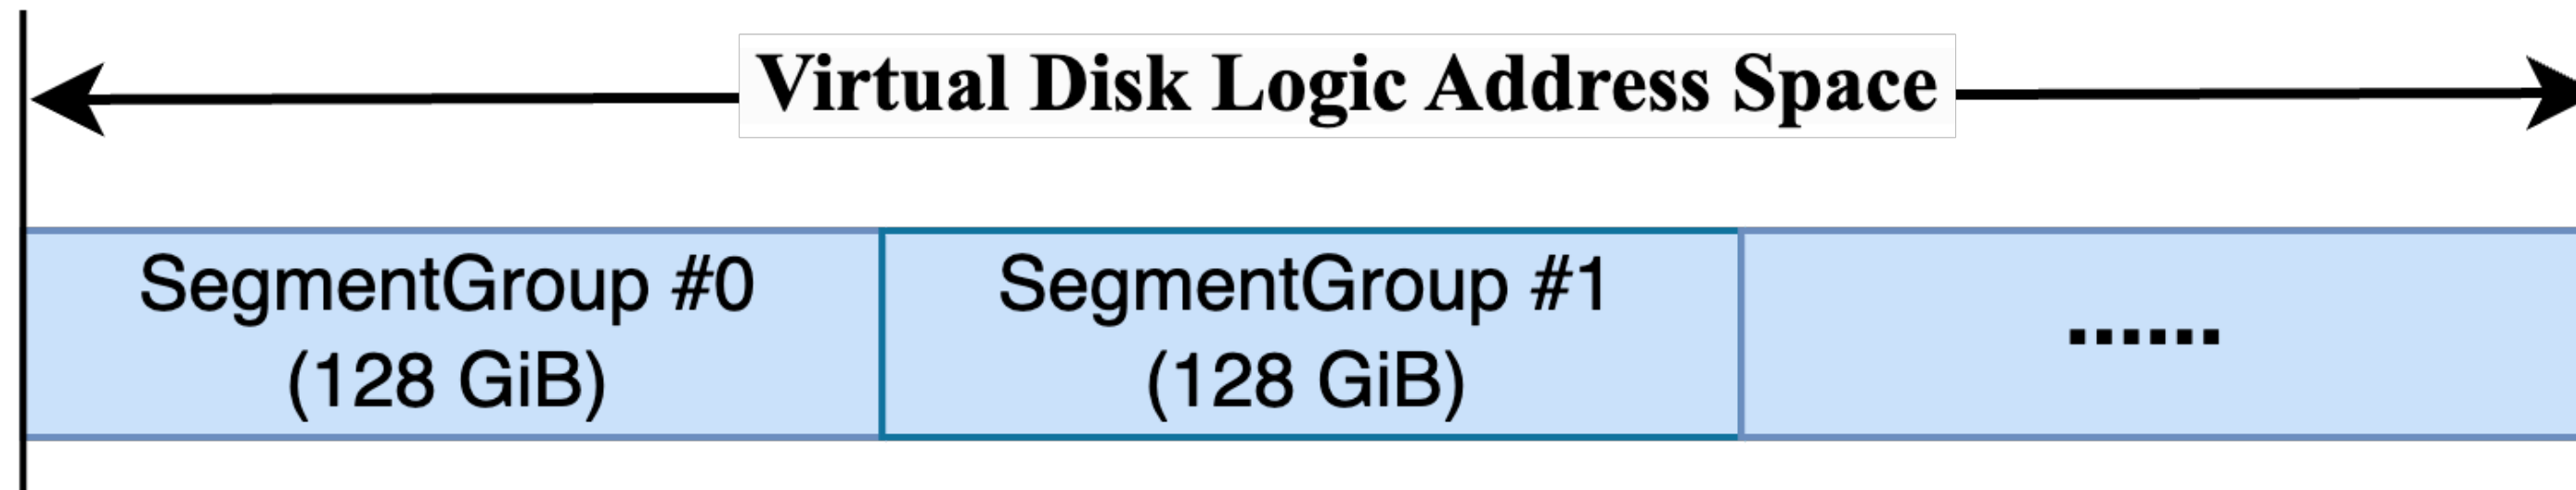 Virtual Disk Logic Address Space
SegmentGroup #0
(128 GiB)
SegmentGroup #1
(128 GiB)
......